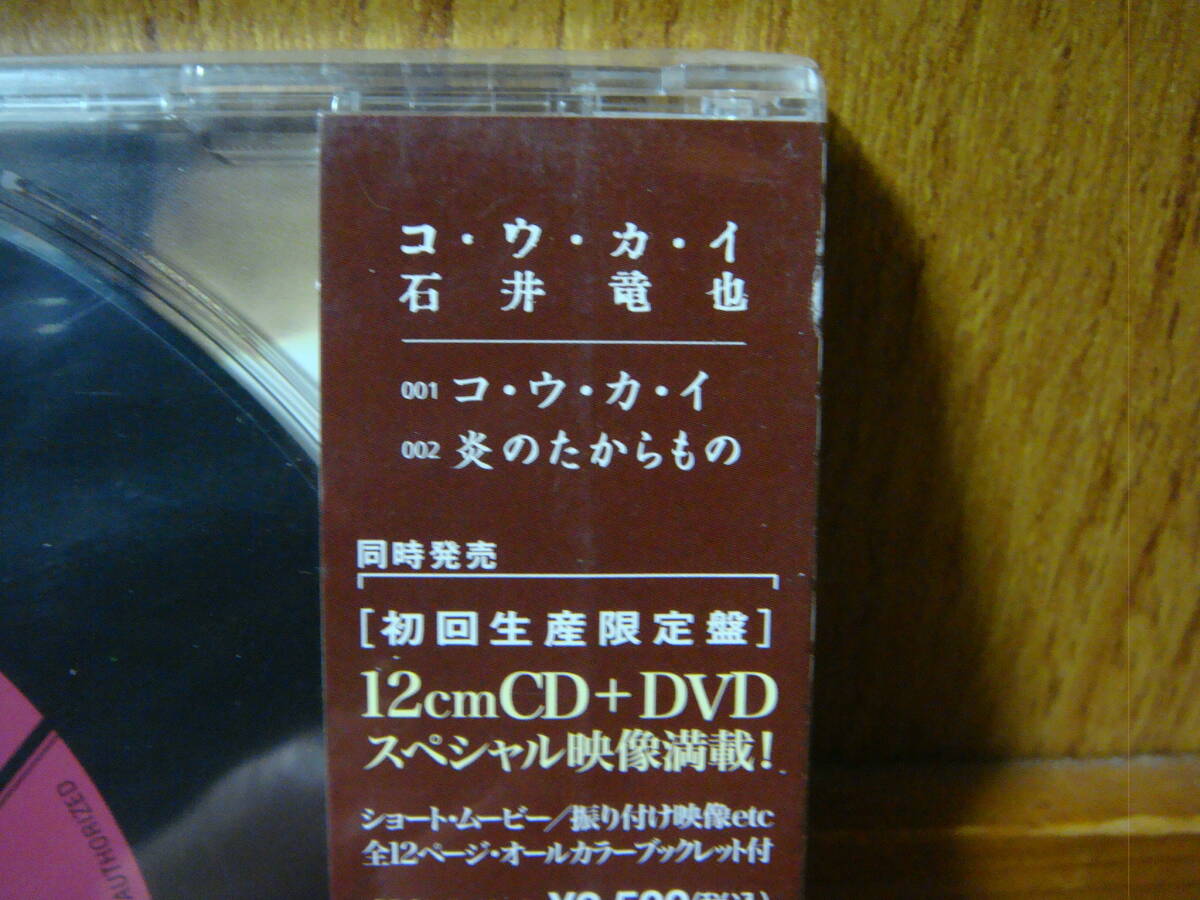 コ・ウ・カ・イ
石井竜也
001 コ・ウ・カ・イ
002 炎のたからもの
同時発売
[初回生産限定盤]
12cmCD+DVD
スペシャル映像満載!
ショート・ムービー/振り付け映像etc
全12ページ・オールカラーブックレット付
AUTHORIZED